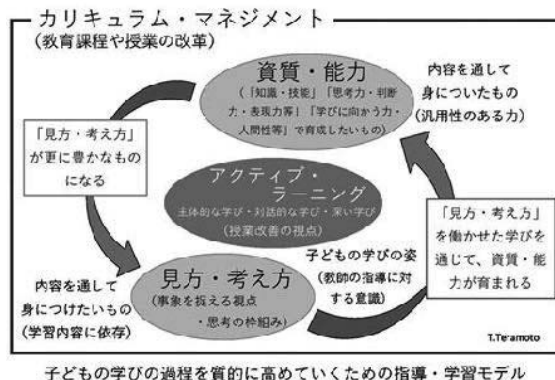 カリキュラム・マネジメント
(教育課程や授業の改革)
資質・能力
(「知識・技能」「思考力・判断
力・表現力等」「学びに向かう力・
人間性等」で育成したいもの)
内容を通して
身についたもの
(汎用性のある力)
「見方・考え方」
が更に豊かなもの
になる
アクティブ・
ラーニング
主体的な学び・対話的な学び・深い学び
(授業改善の視点)
「見方・考え方」
を働かせた学びを
通じて、資質・能
力が育まれる
子どもの学びの姿
(教師の指導に対
する意識)
内容を通して
身につけたいもの
(学習内容に依存)
見方・考え方
(事象を捉える視点
・思考の枠組み)
T.Teramoto
子どもの学びの過程を質的に高めていくための指導・学習モデル